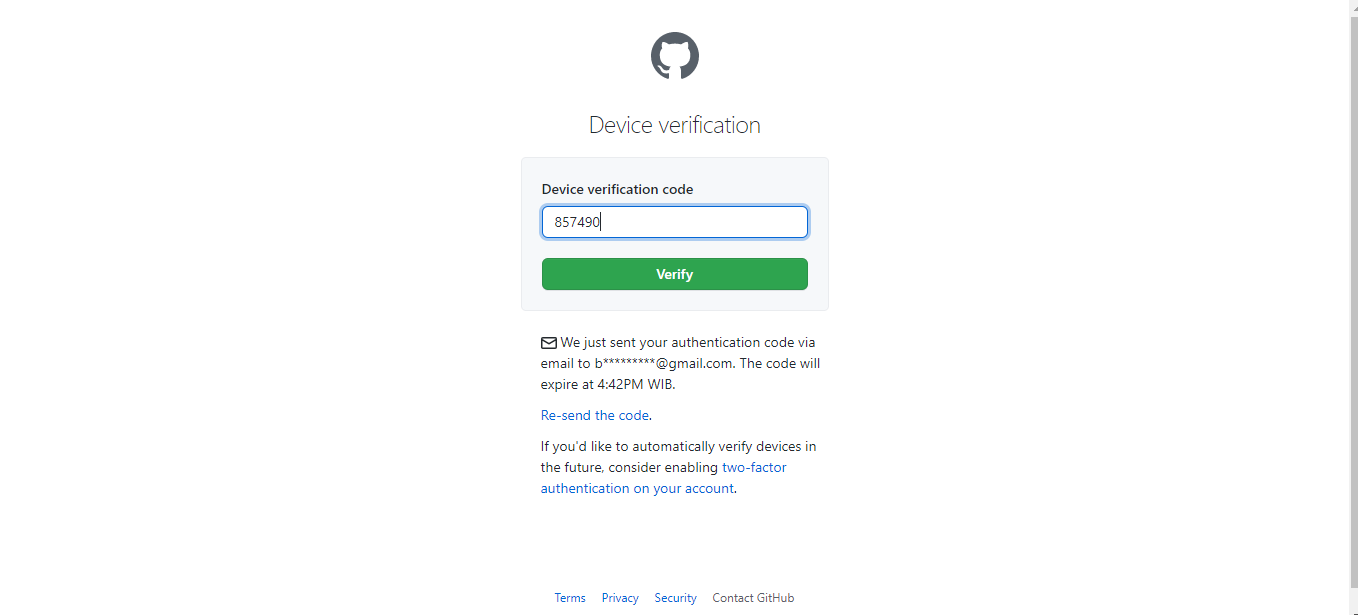 Device verification
Device verification code
857490
Verify
We just sent your authentication code via
email to b*********@gmail.com. The code will
expire at 4:42PM WIB.
Re-send the code.
If you'd like to automatically verify devices in
the future, consider enabling two-factor
authentication on your account.
Terms Privacy Security Contact GitHub